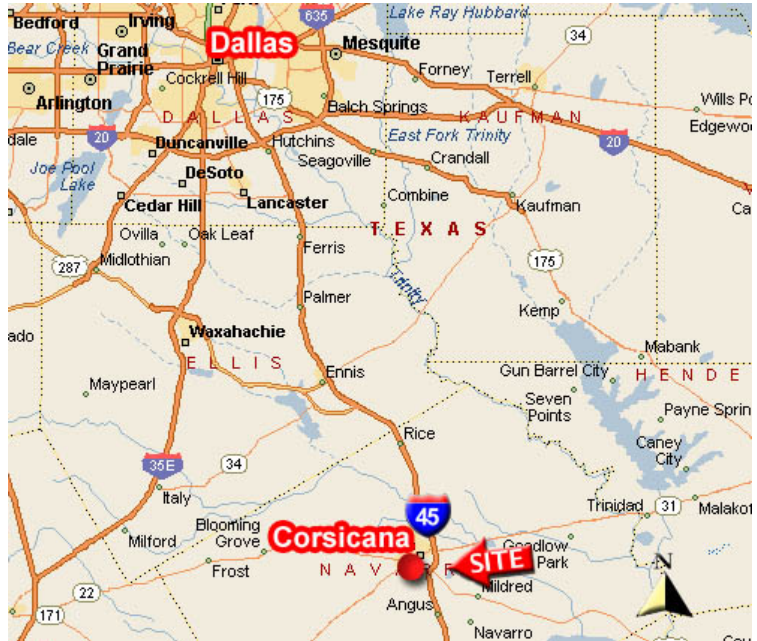 Bedford
Irving
635
Lake Ray Hubbard
Bear Creek
Grand
Prairie
Dallas
Mesquite
34
Cockrell Hill
Forney
Terrell
Arlington
175
Balch Springs
Wills Po
DALLAS
KAUFMAN
Edgewoo
dale
20
Hutchins
East Fork Trinity
20
Duncanville
Seagoville
Crandall
Joe Pool
Lake
DeSoto
Cedar Hill
Lancaster
Combine
Kaufman
Ca
TEXAS
Ovilla
Oak Leaf
Ferris
287
Midlothian
175
Trinity
Palmer
Kemp
ado
Waxahachie
Mabank
ELLIS
Ennis
Gun Barrel City
HENDE
Maypearl
Seven
Points
Payne Sprin
Rice
Caney
City
35E
34
Italy
Trinidad
31
Malakof
45
Blooming
Grove
Corsicana
Milford
SITE
Goodlow
Park
N
Frost
NAVARR
Mildred
22
Angus
171
Navarro